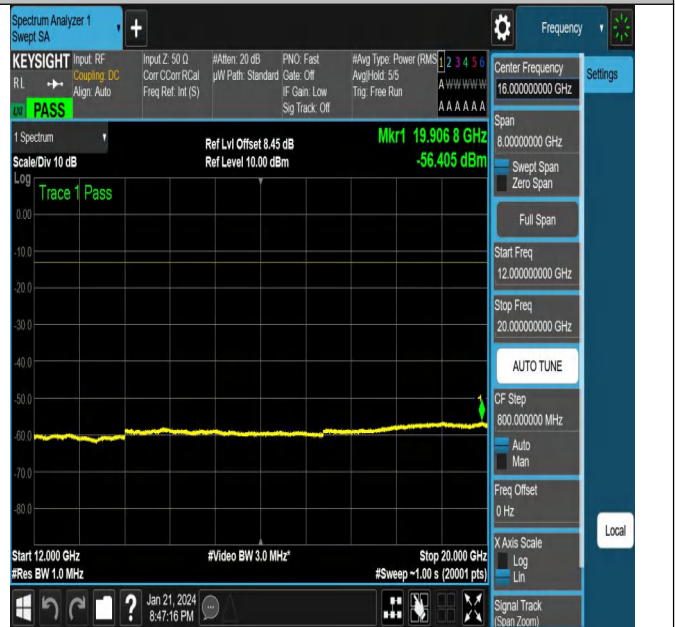 Spectrum Analyzer 1
Swept SA
+
Frequency
KEYSIGHT
RL
PASS
Input: RF
Coupling: DC
Align: Auto
Input Z: 50 Ω
Corr CCorr RCal
Freq Ref: Int (S)
#Atten: 20 dB
µW Path: Standard
PNO: Fast
Gate: Off
IF Gain: Low
Sig Track: Off
#Avg Type: Power (RMS
Avg|Hold: 5/5
Trig: Free Run
1 2 3 4 5 6
A W W W W W
A A A A A A
1 Spectrum
Scale/Div 10 dB
Log
Ref Lvl Offset 8.45 dB
Ref Level 10.00 dBm
Mkr1 19.906 8 GHz
-56.405 dBm
Trace 1 Pass
0.00
-10.0
-20.0
-30.0
-40.0
-50.0
-60.0
-70.0
-80.0
1
Start 12.000 GHz
#Res BW 1.0 MHz
#Video BW 3.0 MHz*
Stop 20.000 GHz
#Sweep ~1.00 s (20001 pts)
Center Frequency
16.000000000 GHz
Settings
Span
8.00000000 GHz
Swept Span
Zero Span
Full Span
Start Freq
12.000000000 GHz
Stop Freq
20.000000000 GHz
AUTO TUNE
CF Step
800.000000 MHz
Auto
Man
Freq Offset
0 Hz
X Axis Scale
Log
Lin
Local
Signal Track
(Span Zoom)
?
Jan 21, 2024
8:47:16 PM